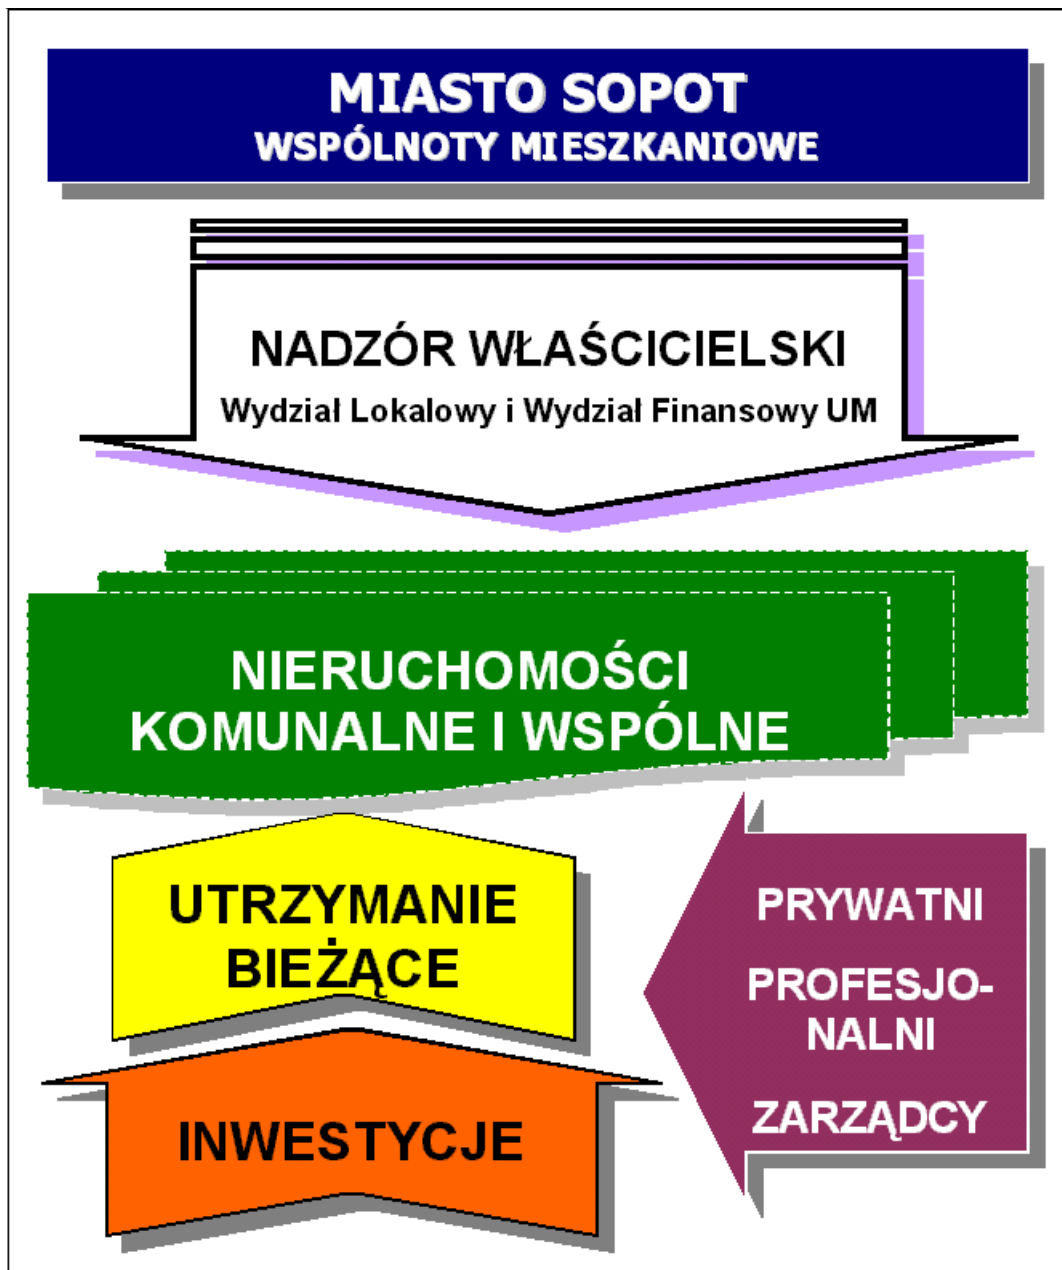 MIASTO SOPOT
WSPÓLNOTY MIESZKANIOWE
NADZÓR WŁAŚCICIELSKI
Wydział Lokalowy i Wydział Finansowy UM
NIERUCHOMOŚCI
KOMUNALNE I WSPÓLNE
UTRZYMANIE
BIEŻĄCE
INWESTYCJE
PRYWATNI
PROFESJO-
NALNI
ZARZĄDCY